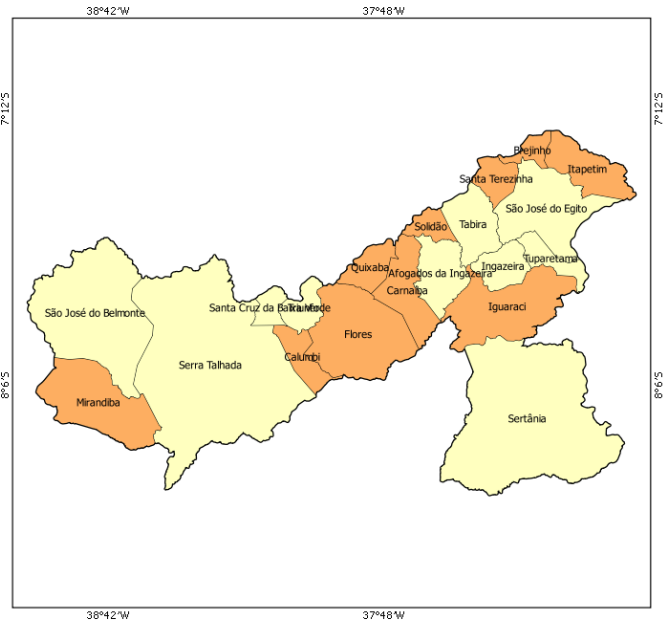 38°42′W 37°48′W
7°12′S 7°12′S
Brejinho
Itapetim
Santa Terezinha
São José do Egito
Solidão
Tabira
Tuparetama
Quixaba
Afogados da Ingazeira
Ingazeira
Carnaíba
Santa Cruz da Baixa Verde
Triunfo
Iguaraci
São José do Belmonte
Flores
Calumbi
Serra Talhada
8°6′S 8°6′S
Mirandiba
Sertânia
38°42′W 37°48′W